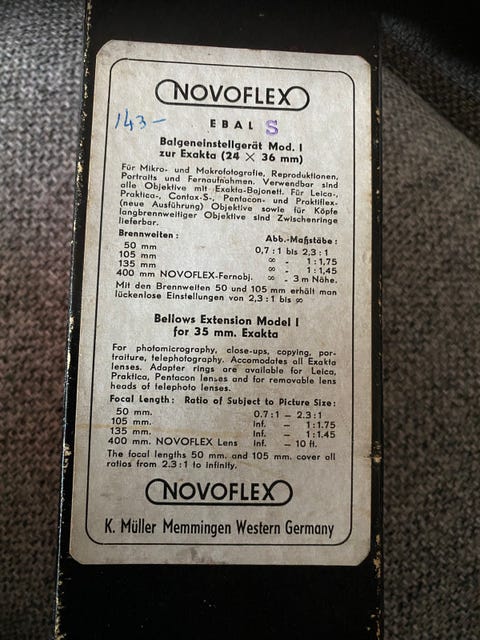 NOVOFLEX
EBAL S
143-
Balgeneinstellgerät Mod. I
zur Exakta (24 × 36 mm)
Für Mikro- und Makrofotografie, Reproduktionen,
Portraits und Fernaufnahmen. Verwendbar sind
alle Objektive mit Exakta-Bajonett. Für Leica-,
Praktica-, Contax-S-, Pentacon- und Praktiflex-
(neue Ausführung) Objektive sowie für Köpfe
langbrennweitiger Objektive sind Zwischenringe
lieferbar.
Brennweiten: Abb.-Maßstäbe:
50 mm 0,7 : 1 bis 2,3 : 1
105 mm ∞ - 1 : 1,75
135 mm ∞ - 1 : 1,45
400 mm NOVOFLEX-Fernobj. ∞ - 3 m Nähe.
Mit den Brennweiten 50 und 105 mm erhält man
lückenlose Einstellungen von 2,3 : 1 bis ∞
Bellows Extension Model I
for 35 mm. Exakta
For photomicrography, close-ups, copying, por-
traiture, telephotography. Accomodates all Exakta
lenses. Adapter rings are available for Leica,
Praktica, Pentacon lenses and for removable lens
heads of telephoto lenses.
Focal Length: Ratio of Subject to Picture Size:
50 mm. 0.7 : 1 – 2.3 : 1
105 mm. Inf. – 1 : 1.75
135 mm. Inf. – 1 : 1.45
400 mm. NOVOFLEX Lens Inf. – 10 ft.
The focal lengths 50 mm. and 105 mm. cover all
ratios from 2.3 : 1 to infinity.
NOVOFLEX
K. Müller Memmingen Western Germany